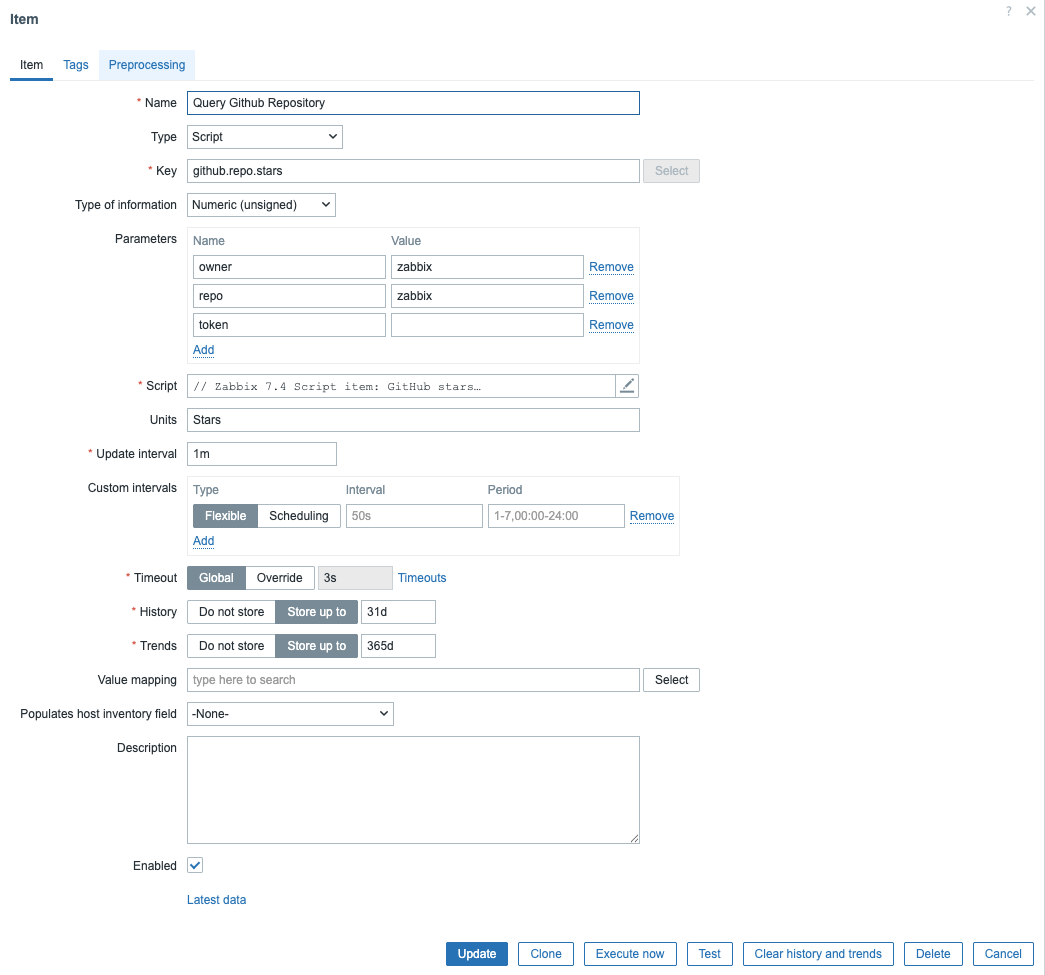 Item
? ✕
Item Tags Preprocessing
* Name Query Github Repository
Type Script
* Key github.repo.stars Select
Type of information Numeric (unsigned)
Parameters Name Value
owner zabbix Remove
repo zabbix Remove
token Remove
Add
* Script // Zabbix 7.4 Script item: GitHub stars…
Units Stars
* Update interval 1m
Custom intervals Type Interval Period
Flexible Scheduling 50s 1-7,00:00-24:00 Remove
Add
* Timeout Global Override 3s Timeouts
* History Do not store Store up to 31d
* Trends Do not store Store up to 365d
Value mapping type here to search Select
Populates host inventory field -None-
Description
Enabled
Latest data
Update Clone Execute now Test Clear history and trends Delete Cancel